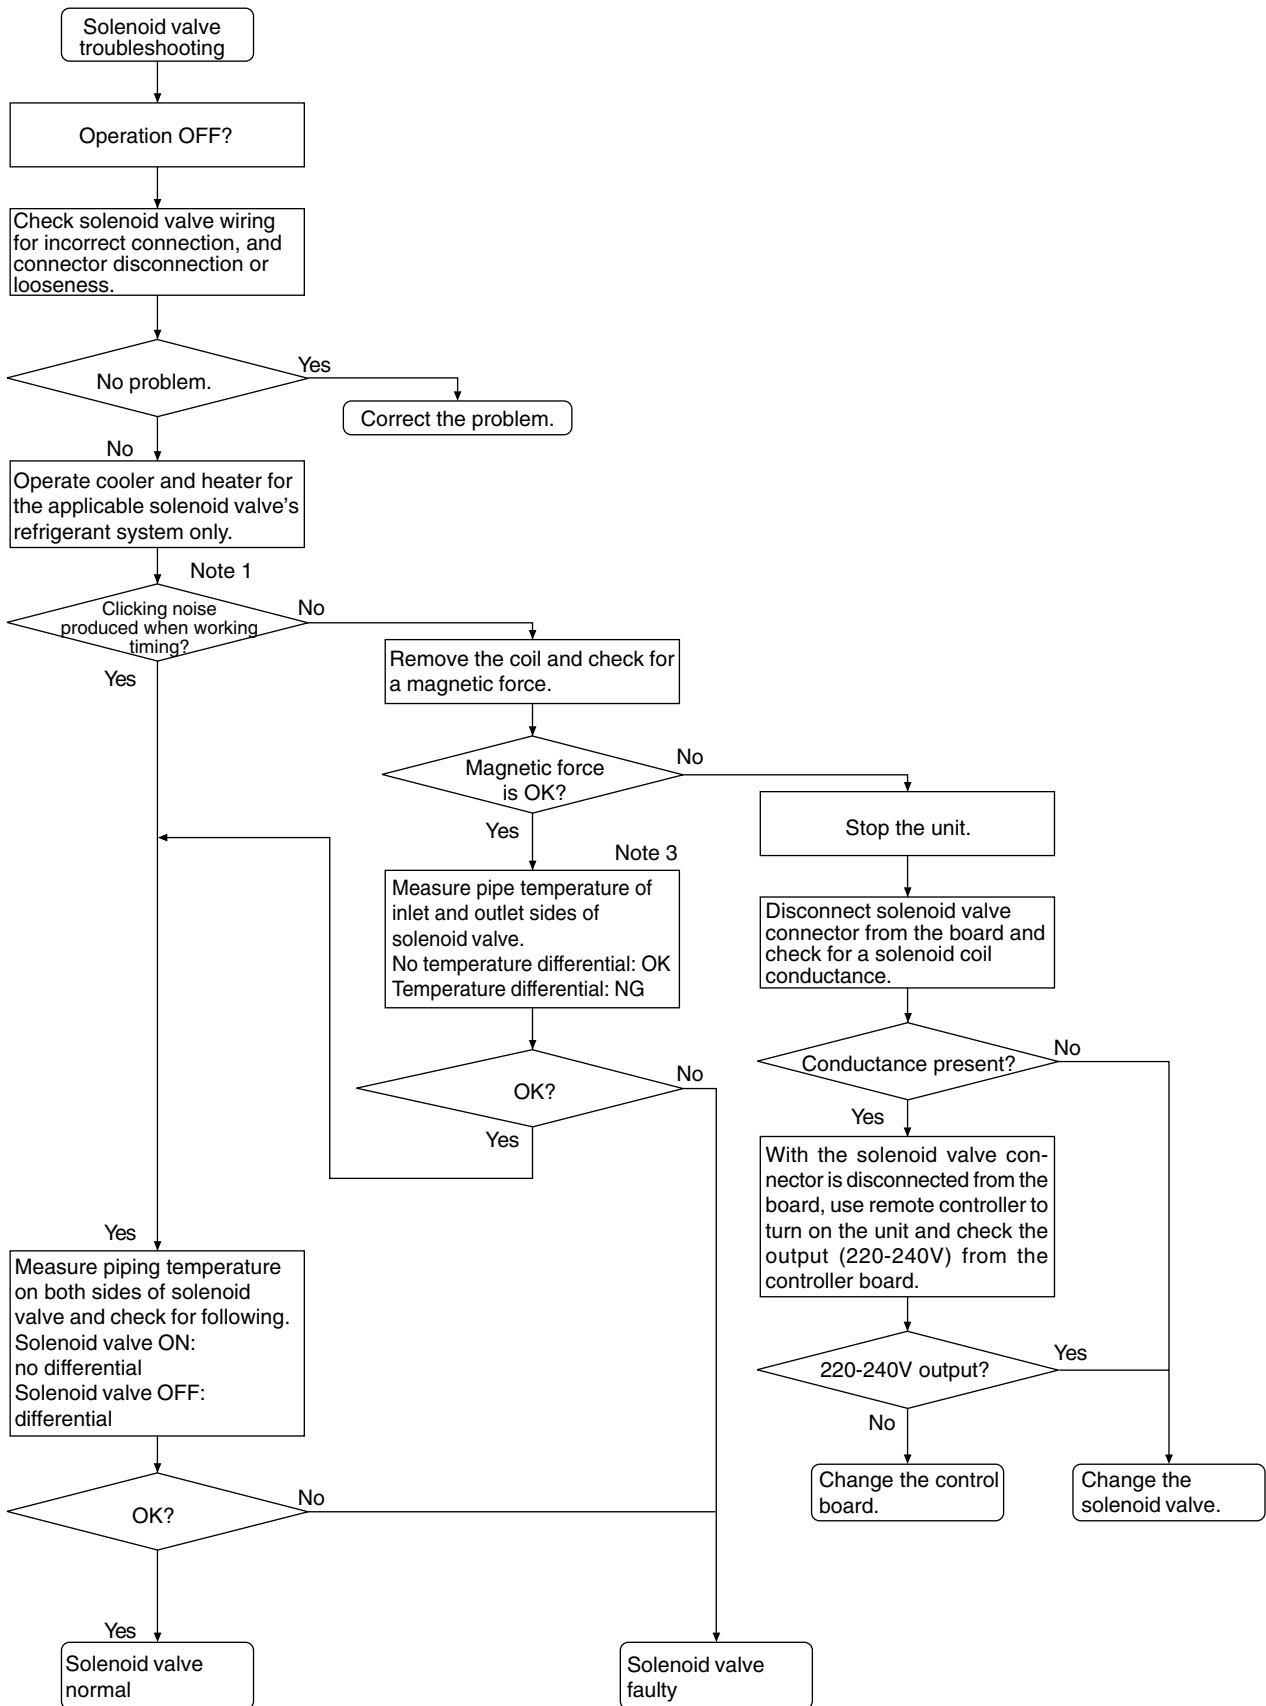 Solenoid valve
troubleshooting
Operation OFF?
Check solenoid valve wiring
for incorrect connection, and
connector disconnection or
looseness.
No problem.
Yes
Correct the problem.
No
Operate cooler and heater for
the applicable solenoid valve's
refrigerant system only.
Note 1
Clicking noise
produced when working
timing?
No
Yes
Remove the coil and check for
a magnetic force.
Magnetic force
is OK?
No
Yes
Stop the unit.
Note 3
Measure pipe temperature of
inlet and outlet sides of
solenoid valve.
No temperature differential: OK
Temperature differential: NG
Disconnect solenoid valve
connector from the board and
check for a solenoid coil
conductance.
OK?
No
Yes
Conductance present?
No
Yes
With the solenoid valve con-
nector is disconnected from the
board, use remote controller to
turn on the unit and check the
output (220-240V) from the
controller board.
Yes
Measure piping temperature
on both sides of solenoid
valve and check for following.
Solenoid valve ON:
no differential
Solenoid valve OFF:
differential
220-240V output?
Yes
No
Change the control
board.
Change the
solenoid valve.
OK?
No
Yes
Solenoid valve
normal
Solenoid valve
faulty